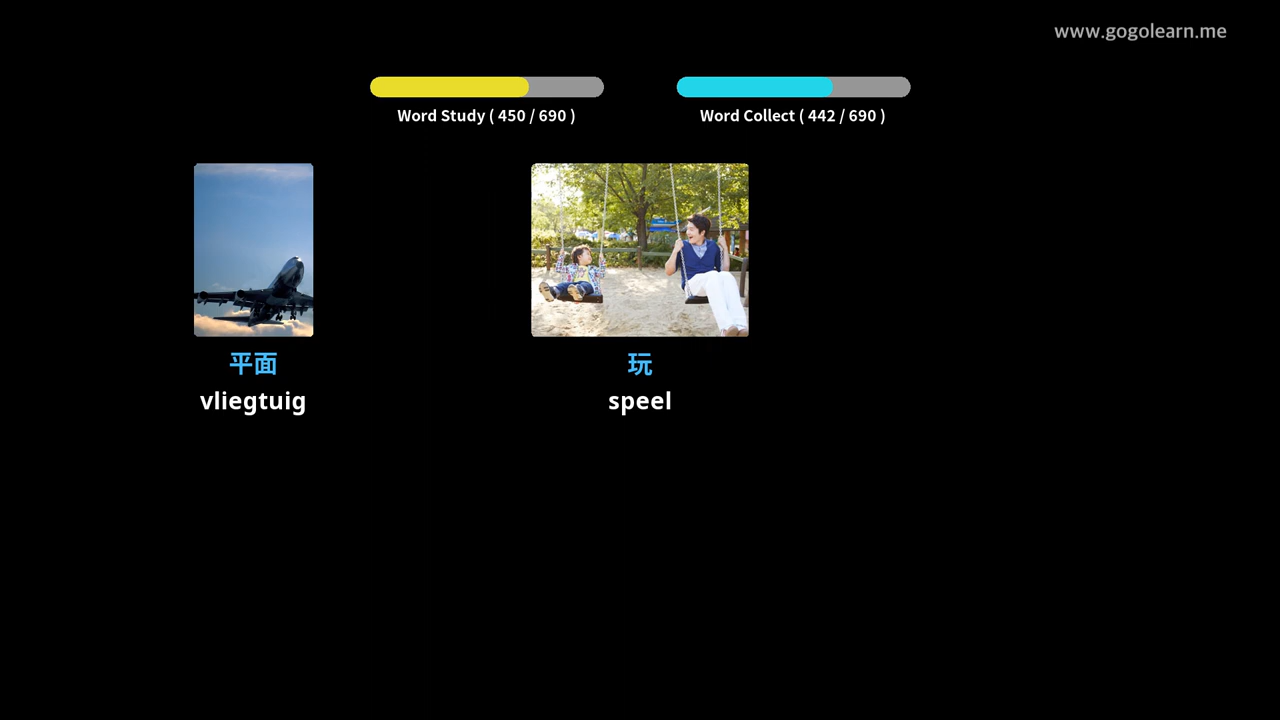 www.gogolearn.me
Word Study ( 450 / 690 )
Word Collect ( 442 / 690 )
平面
vliegtuig
玩
speel